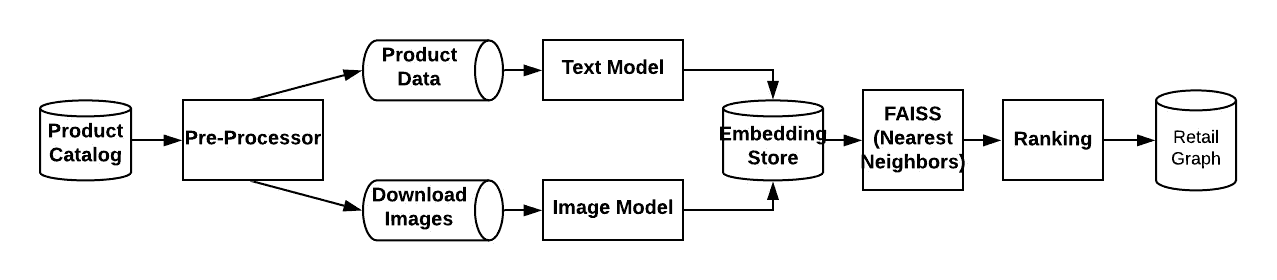 Product
Catalog
Pre-Processor
Product
Data
Text Model
Download
Images
Image Model
Embedding
Store
FAISS
(Nearest
Neighbors)
Ranking
Retail
Graph